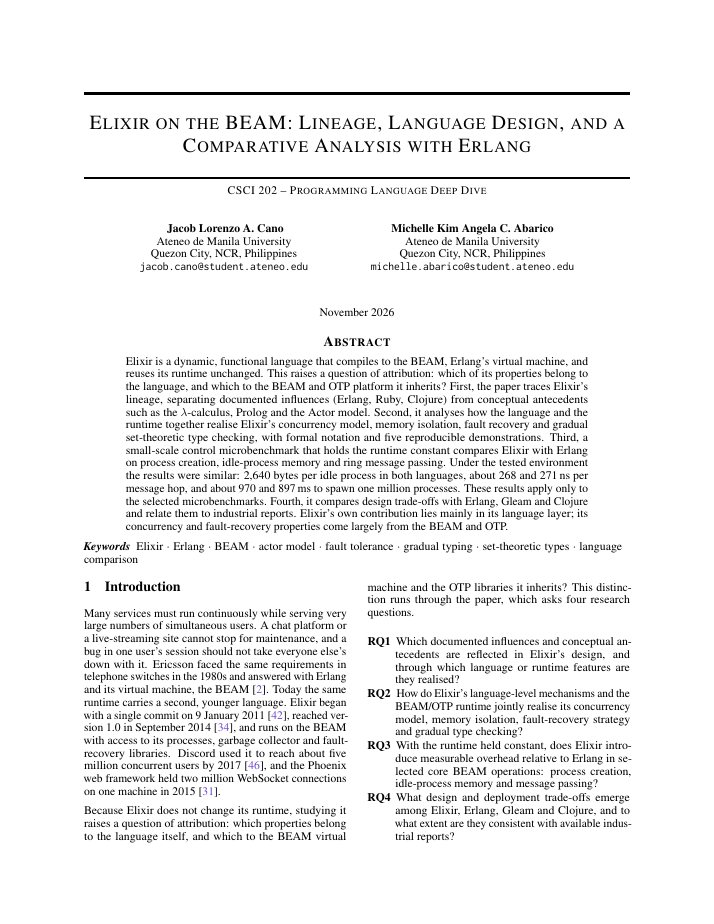 ELIXIR ON THE BEAM: LINEAGE, LANGUAGE DESIGN, AND A
COMPARATIVE ANALYSIS WITH ERLANG
CSCI 202 – PROGRAMMING LANGUAGE DEEP DIVE
Jacob Lorenzo A. Cano
Ateneo de Manila University
Quezon City, NCR, Philippines
jacob.cano@student.ateneo.edu
Michelle Kim Angela C. Abarico
Ateneo de Manila University
Quezon City, NCR, Philippines
michelle.abarico@student.ateneo.edu
November 2026
ABSTRACT
Elixir is a dynamic, functional language that compiles to the BEAM, Erlang's virtual machine, and
reuses its runtime unchanged. This raises a question of attribution: which of its properties belong to
the language, and which to the BEAM and OTP platform it inherits? First, the paper traces Elixir's
lineage, separating documented influences (Erlang, Ruby, Clojure) from conceptual antecedents
such as the λ-calculus, Prolog and the Actor model. Second, it analyses how the language and the
runtime together realise Elixir's concurrency model, memory isolation, fault recovery and gradual
set-theoretic type checking, with formal notation and five reproducible demonstrations. Third, a
small-scale control microbenchmark that holds the runtime constant compares Elixir with Erlang
on process creation, idle-process memory and ring message passing. Under the tested environment
the results were similar: 2,640 bytes per idle process in both languages, about 268 and 271 ns per
message hop, and about 970 and 897 ms to spawn one million processes. These results apply only to
the selected microbenchmarks. Fourth, it compares design trade-offs with Erlang, Gleam and Clojure
and relate them to industrial reports. Elixir's own contribution lies mainly in its language layer; its
concurrency and fault-recovery properties come largely from the BEAM and OTP.
Keywords Elixir · Erlang · BEAM · actor model · fault tolerance · gradual typing · set-theoretic types · language
comparison
1 Introduction
Many services must run continuously while serving very
large numbers of simultaneous users. A chat platform or
a live-streaming site cannot stop for maintenance, and a
bug in one user's session should not take everyone else's
down with it. Ericsson faced the same requirements in
telephone switches in the 1980s and answered with Erlang
and its virtual machine, the BEAM [2]. Today the same
runtime carries a second, younger language. Elixir began
with a single commit on 9 January 2011 [42], reached ver-
sion 1.0 in September 2014 [34], and runs on the BEAM
with access to its processes, garbage collector and fault-
recovery libraries. Discord used it to reach about five
million concurrent users by 2017 [46], and the Phoenix
web framework held two million WebSocket connections
on one machine in 2015 [31].
Because Elixir does not change its runtime, studying it
raises a question of attribution: which properties belong
to the language itself, and which to the BEAM virtual
machine and the OTP libraries it inherits? This distinc-
tion runs through the paper, which asks four research
questions.
RQ1 Which documented influences and conceptual an-
tecedents are reflected in Elixir's design, and
through which language or runtime features are
they realised?
RQ2 How do Elixir's language-level mechanisms and the
BEAM/OTP runtime jointly realise its concurrency
model, memory isolation, fault-recovery strategy
and gradual type checking?
RQ3 With the runtime held constant, does Elixir intro-
duce measurable overhead relative to Erlang in se-
lected core BEAM operations: process creation,
idle-process memory and message passing?
RQ4 What design and deployment trade-offs emerge
among Elixir, Erlang, Gleam and Clojure, and to
what extent are they consistent with available indus-
trial reports?